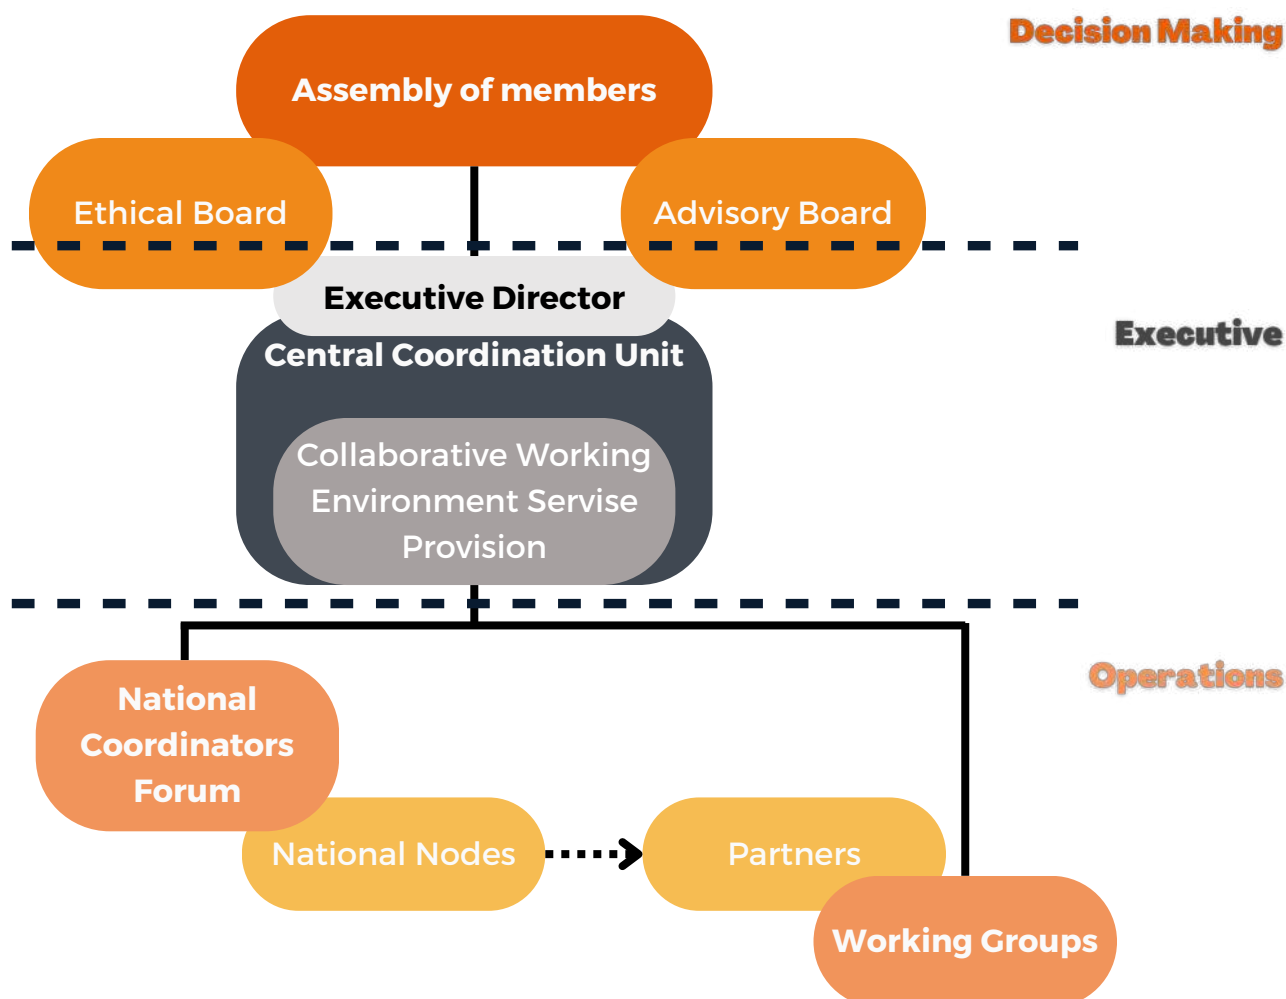 Decision Making
Assembly of members
Ethical Board
Advisory Board
Executive Director
Executive
Central Coordination Unit
Collaborative Working
Environment Servise
Provision
Operations
National
Coordinators
Forum
National Nodes
Partners
Working Groups